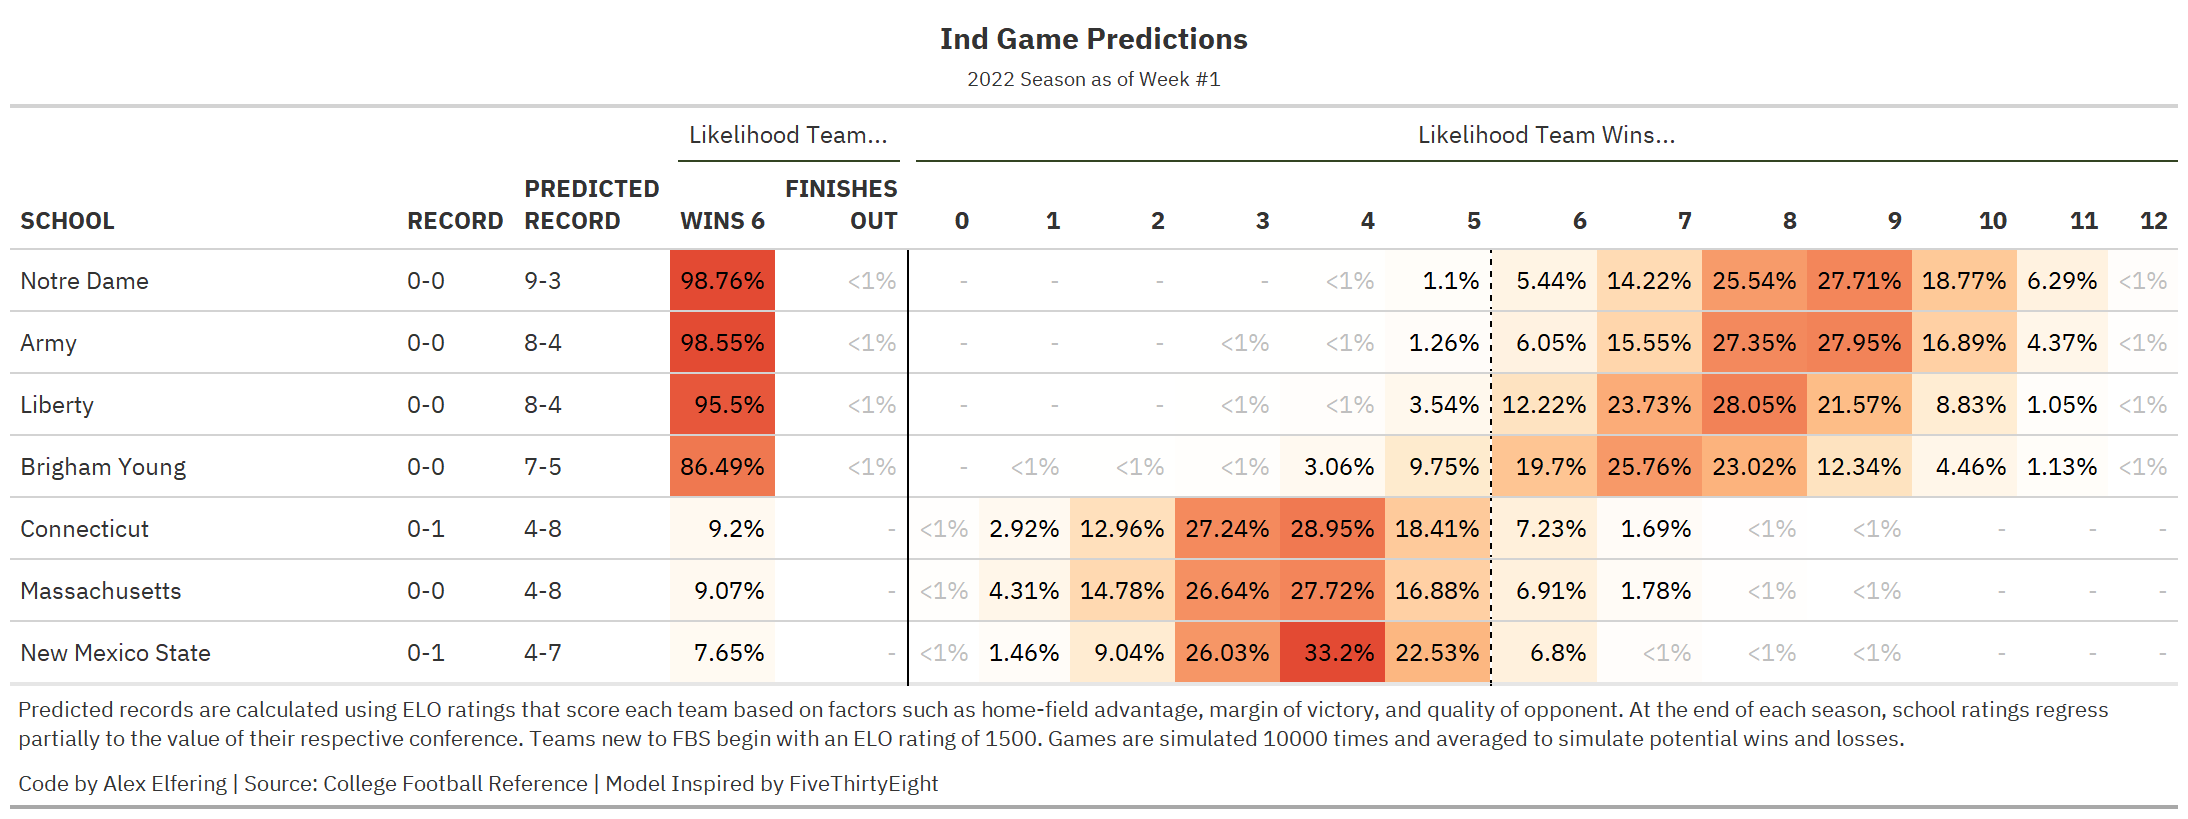 Ind Game Predictions
2022 Season as of Week #1
Likelihood Team... Likelihood Team Wins...
SCHOOL RECORD PREDICTED RECORD WINS 6 FINISHES OUT 0 1 2 3 4 5 6 7 8 9 10 11 12
Notre Dame 0-0 9-3 98.76% <1% - - - - <1% 1.1% 5.44% 14.22% 25.54% 27.71% 18.77% 6.29% <1%
Army 0-0 8-4 98.55% <1% - - - <1% <1% 1.26% 6.05% 15.55% 27.35% 27.95% 16.89% 4.37% <1%
Liberty 0-0 8-4 95.5% <1% - - - <1% <1% 3.54% 12.22% 23.73% 28.05% 21.57% 8.83% 1.05% <1%
Brigham Young 0-0 7-5 86.49% <1% - <1% <1% <1% 3.06% 9.75% 19.7% 25.76% 23.02% 12.34% 4.46% 1.13% <1%
Connecticut 0-1 4-8 9.2% - <1% 2.92% 12.96% 27.24% 28.95% 18.41% 7.23% 1.69% <1% <1% - - -
Massachusetts 0-0 4-8 9.07% - <1% 4.31% 14.78% 26.64% 27.72% 16.88% 6.91% 1.78% <1% <1% - - -
New Mexico State 0-1 4-7 7.65% - <1% 1.46% 9.04% 26.03% 33.2% 22.53% 6.8% <1% <1% <1% - - -
Predicted records are calculated using ELO ratings that score each team based on factors such as home-field advantage, margin of victory, and quality of opponent. At the end of each season, school ratings regress
partially to the value of their respective conference. Teams new to FBS begin with an ELO rating of 1500. Games are simulated 10000 times and averaged to simulate potential wins and losses.
Code by Alex Elfering | Source: College Football Reference | Model Inspired by FiveThirtyEight